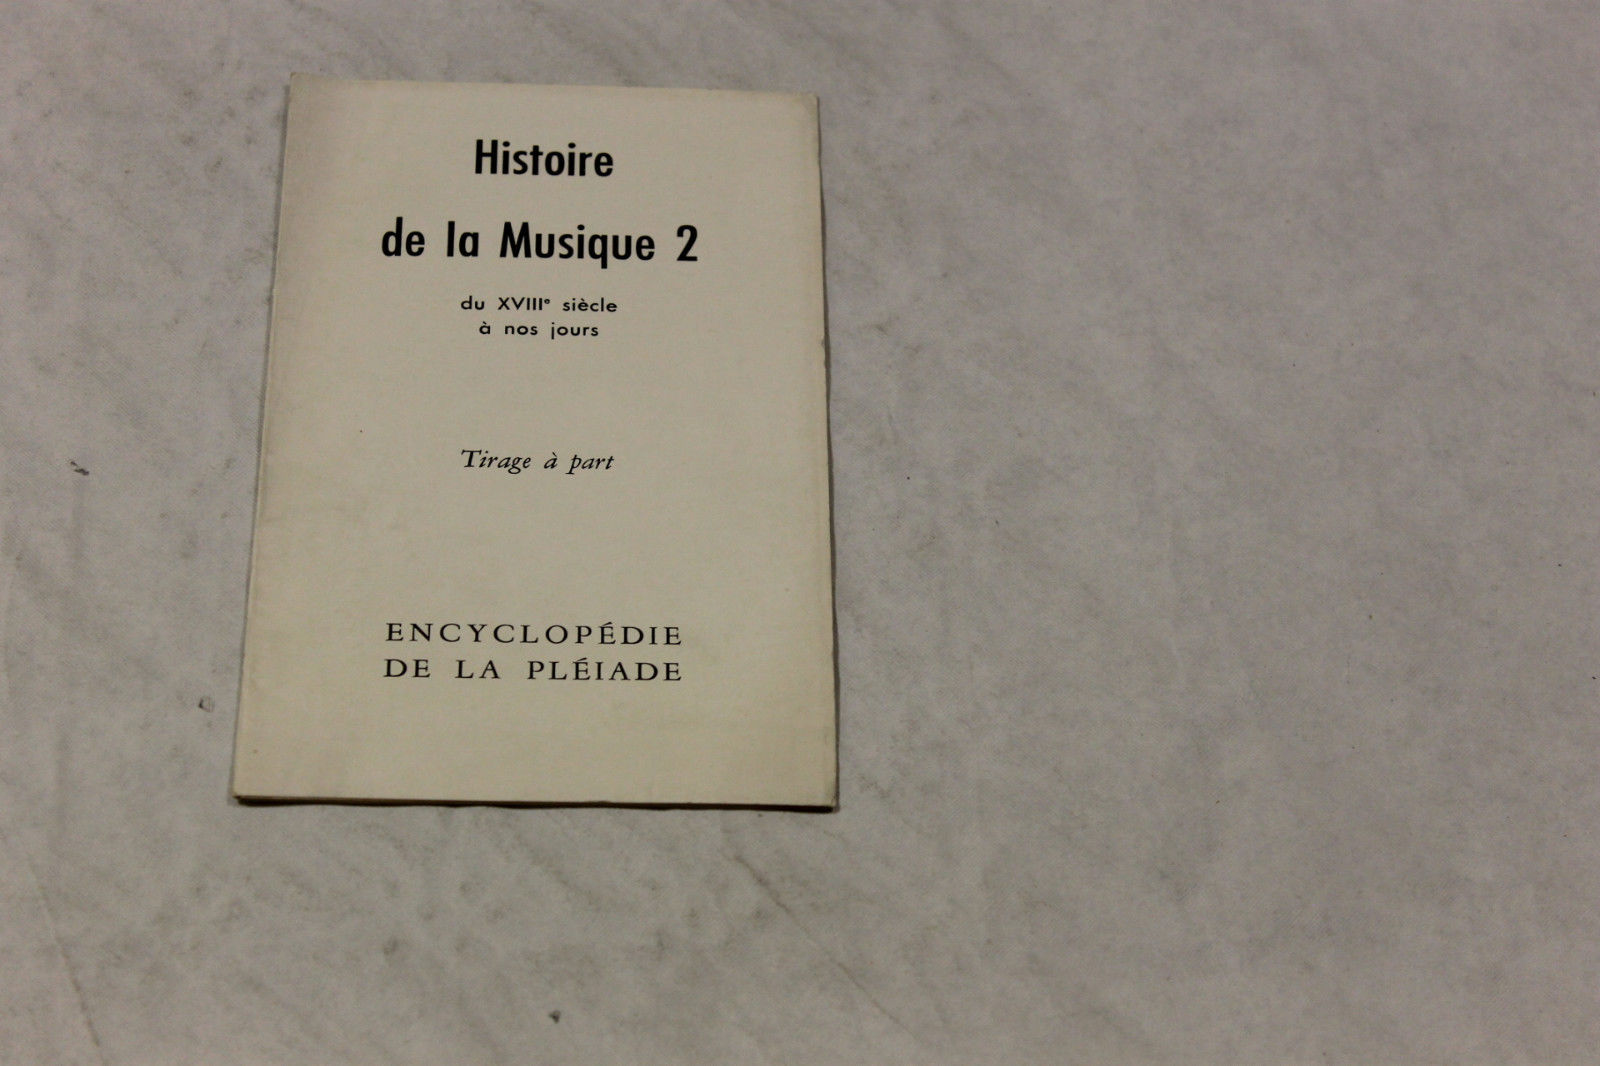 Histoire
de la Musique 2
du XVIIIe siècle
à nos jours
Tirage à part
ENCYCLOPÉDIE
DE LA PLÉIADE